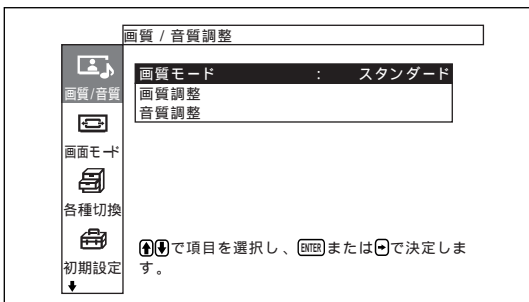 画質 / 音質調整
画質/音質
画面モード
各種切換
初期設定
画質モード : スタンダード
画質調整
音質調整
で項目を選択し、ENTERまたはで決定しま
す。